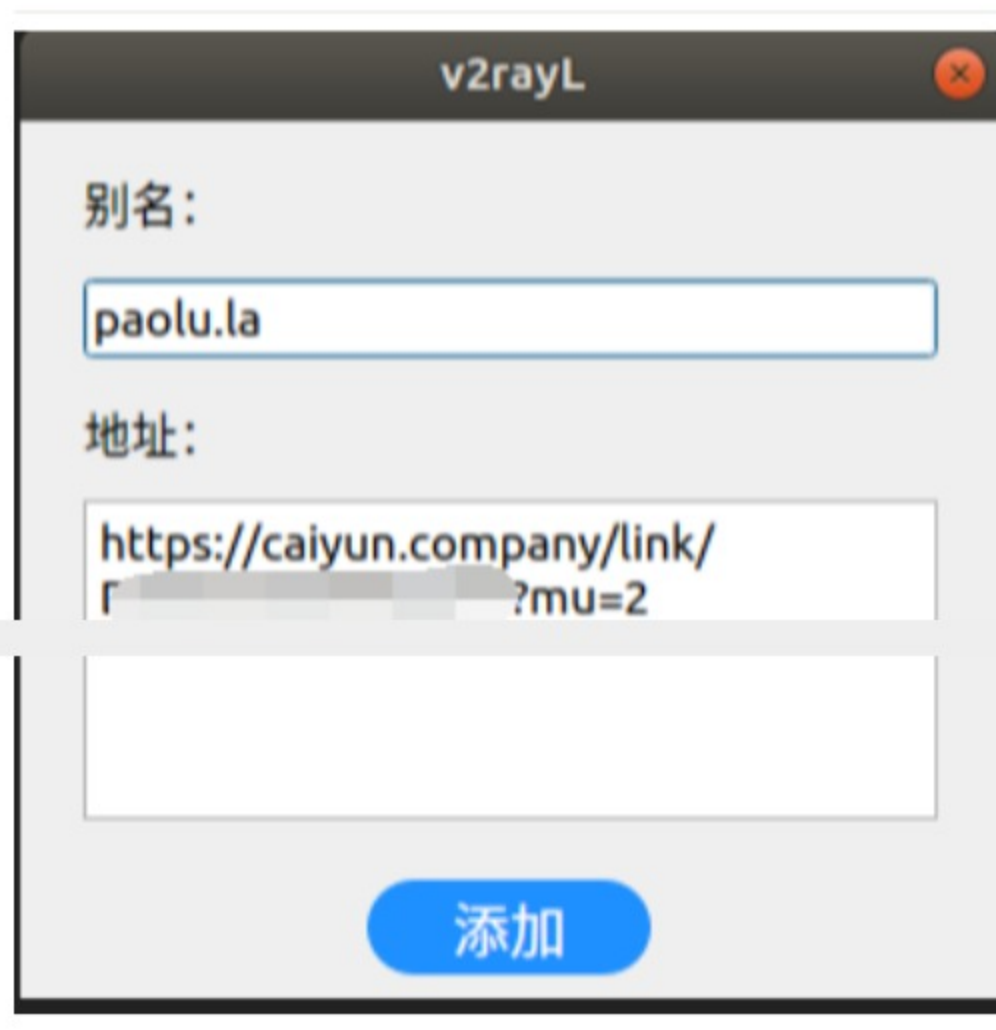 v2rayL
别名：
paolu.la
地址：
https://caiyun.company/link/
?mu=2
添加